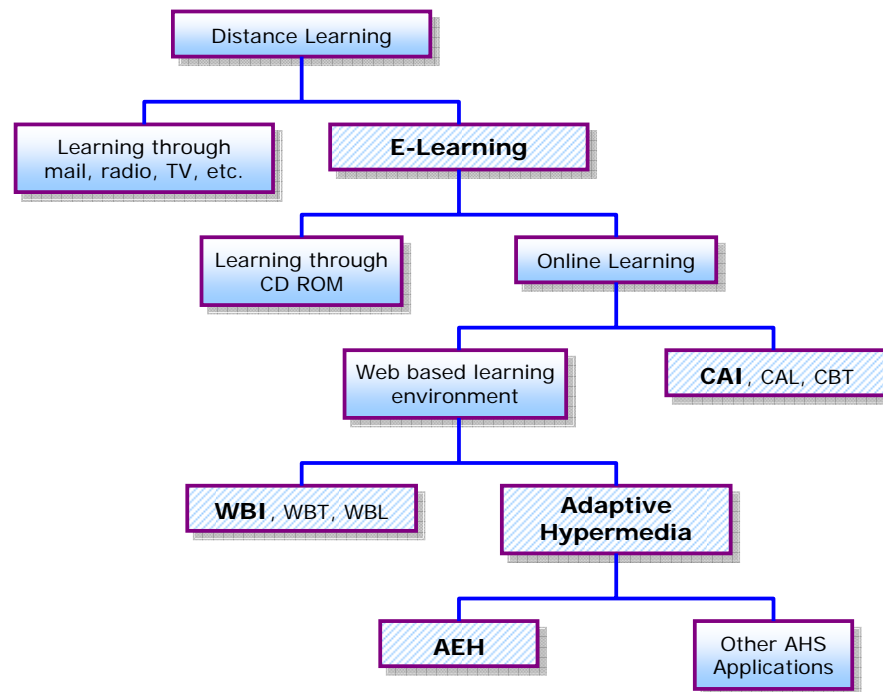 Distance Learning
Learning through
mail, radio, TV, etc.
E-Learning
Learning through
CD ROM
Online Learning
Web based learning
environment
CAI, CAL, CBT
WBI, WBT, WBL
Adaptive
Hypermedia
AEH
Other AHS
Applications